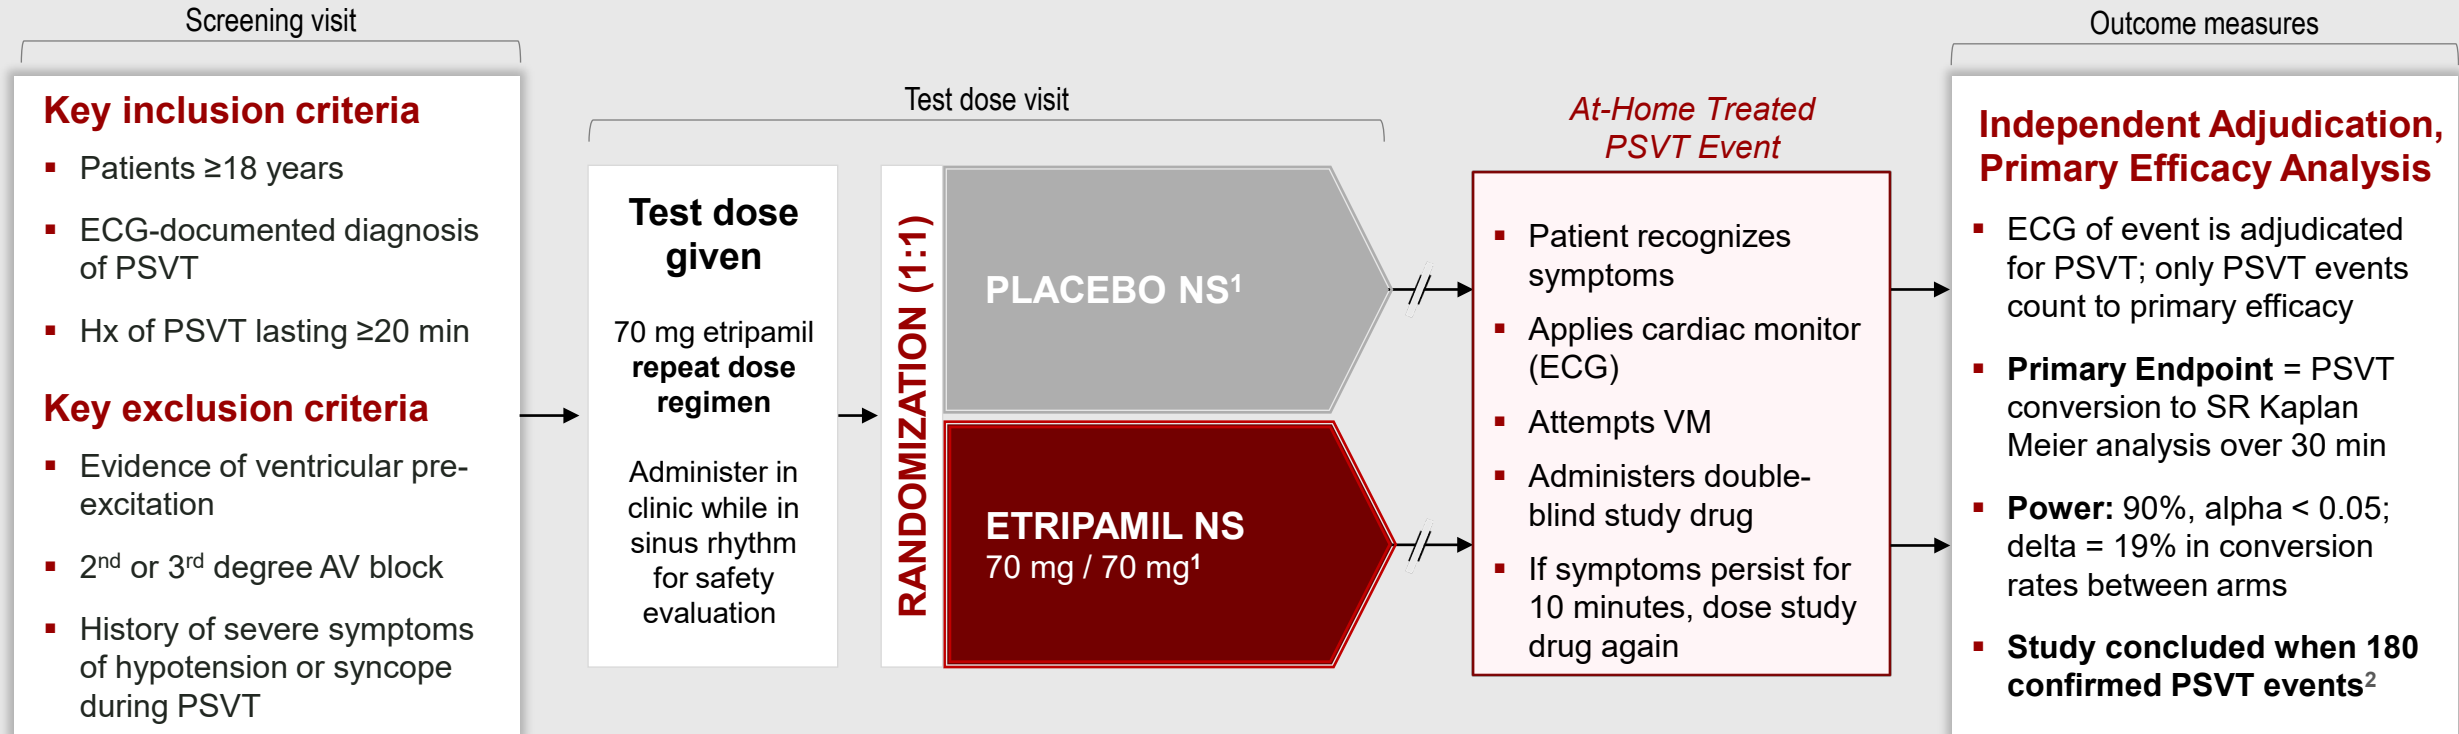 Screening visit
Key inclusion criteria
▪ Patients ≥18 years
▪ ECG-documented diagnosis
of PSVT
▪ Hx of PSVT lasting ≥20 min
Key exclusion criteria
▪ Evidence of ventricular pre-
excitation
▪ 2nd or 3rd degree AV block
▪ History of severe symptoms
of hypotension or syncope
during PSVT
Test dose visit
Test dose
given
70 mg etripamil
repeat dose
regimen
Administer in
clinic while in
sinus rhythm
for safety
evaluation
RANDOMIZATION (1:1)
PLACEBO NS1
ETRIPAMIL NS
70 mg / 70 mg1
At-Home Treated
PSVT Event
▪ Patient recognizes
symptoms
▪ Applies cardiac monitor
(ECG)
▪ Attempts VM
▪ Administers double-
blind study drug
▪ If symptoms persist for
10 minutes, dose study
drug again
Outcome measures
Independent Adjudication,
Primary Efficacy Analysis
▪ ECG of event is adjudicated
for PSVT; only PSVT events
count to primary efficacy
▪ Primary Endpoint = PSVT
conversion to SR Kaplan
Meier analysis over 30 min
▪ Power: 90%, alpha < 0.05;
delta = 19% in conversion
rates between arms
▪ Study concluded when 180
confirmed PSVT events2